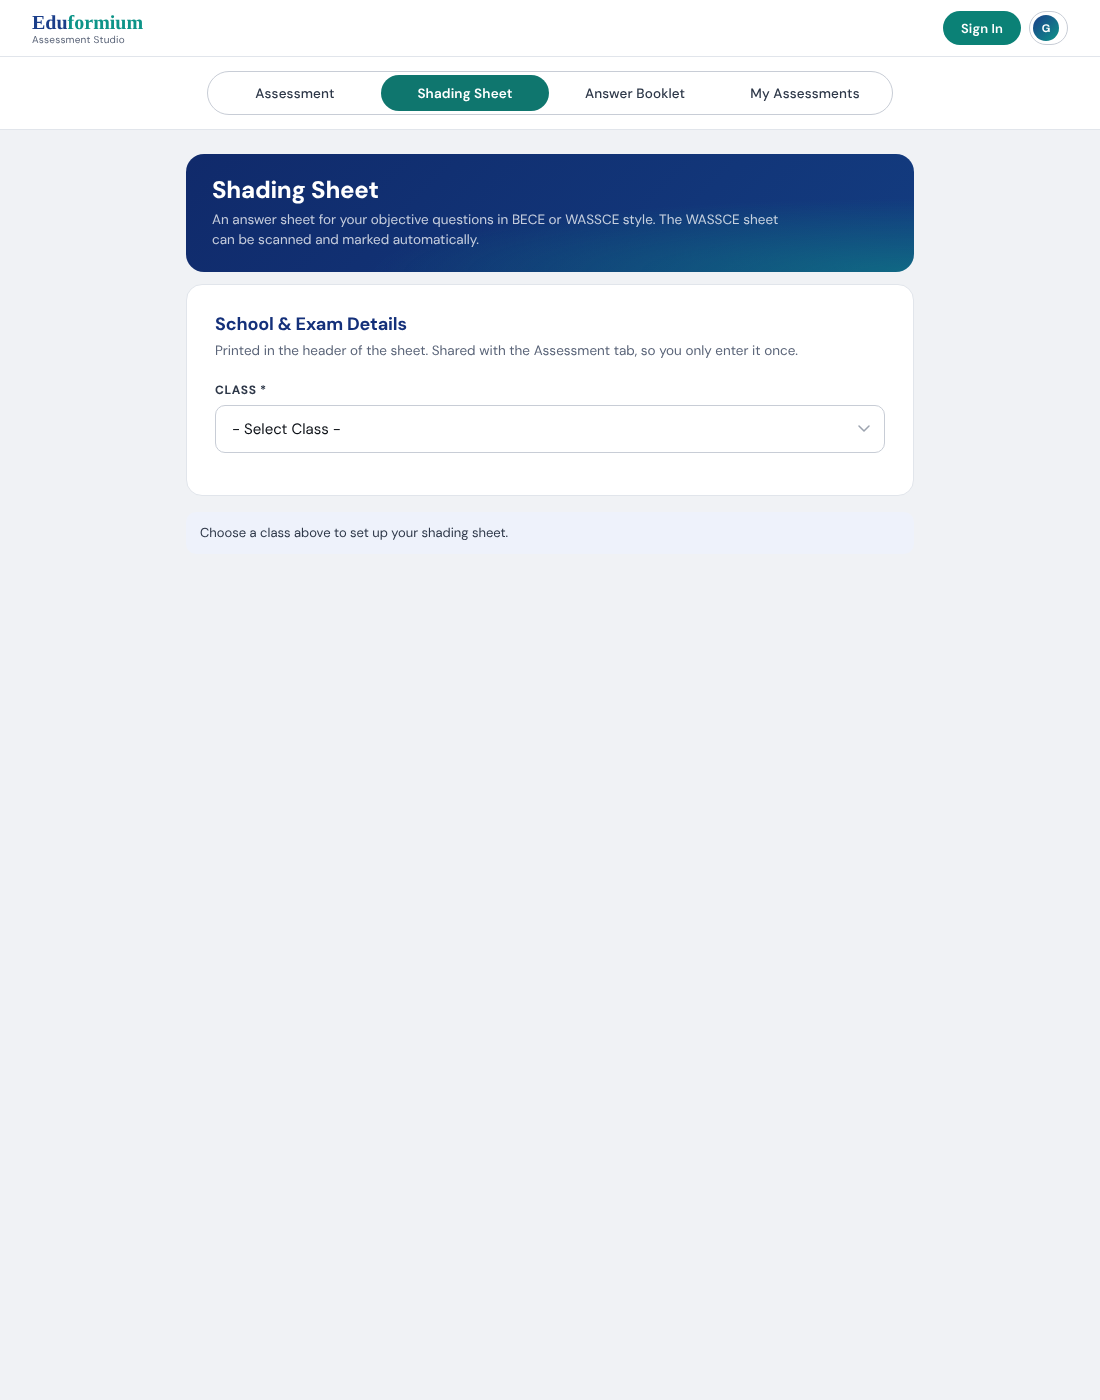 Eduformium
Assessment Studio
Sign In
G
Assessment
Shading Sheet
Answer Booklet
My Assessments
Shading Sheet
An answer sheet for your objective questions in BECE or WASSCE style. The WASSCE sheet
can be scanned and marked automatically.
School & Exam Details
Printed in the header of the sheet. Shared with the Assessment tab, so you only enter it once.
CLASS *
- Select Class -
Choose a class above to set up your shading sheet.